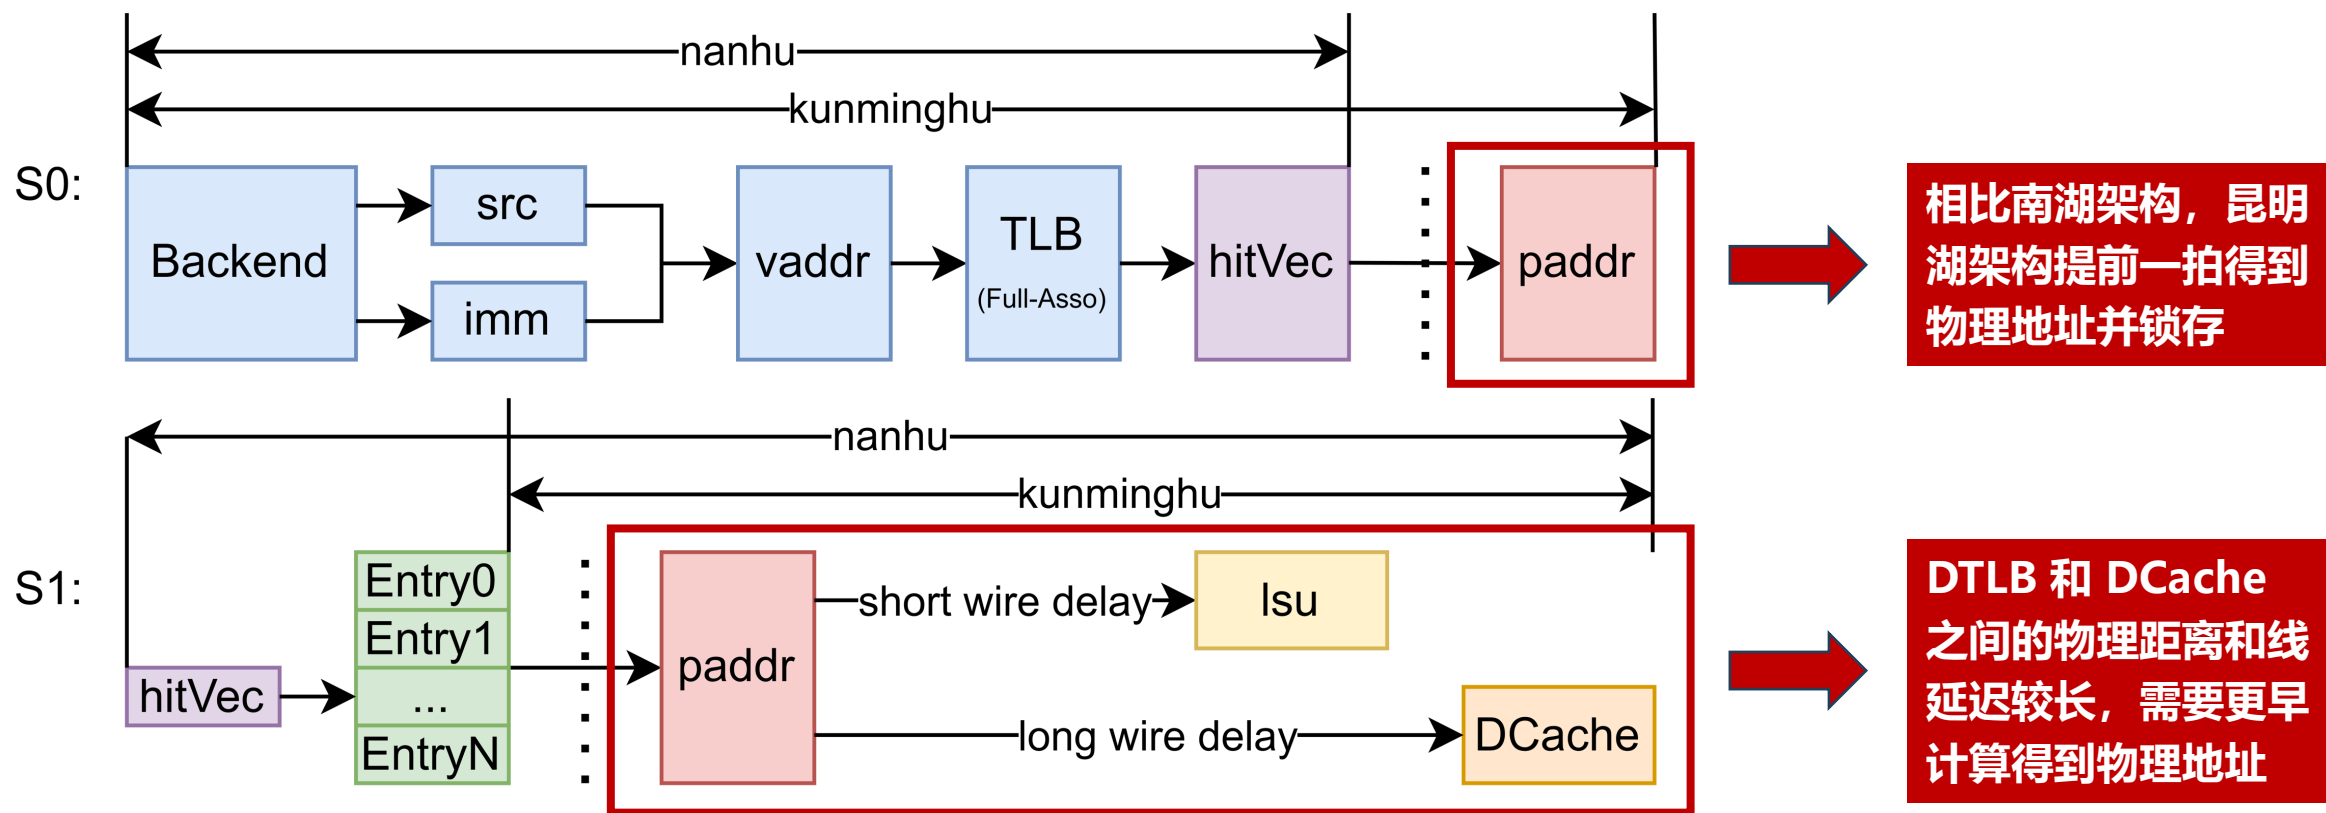 nanhu
kunminghu
S0:
Backend
src
imm
vaddr
TLB
(Full-Asso)
hitVec
paddr
相比南湖架构，昆明
湖架构提前一拍得到
物理地址并锁存
nanhu
kunminghu
S1:
hitVec
Entry0
Entry1
...
EntryN
paddr
short wire delay
lsu
long wire delay
DCache
DTLB 和 DCache
之间的物理距离和线
延迟较长，需要更早
计算得到物理地址